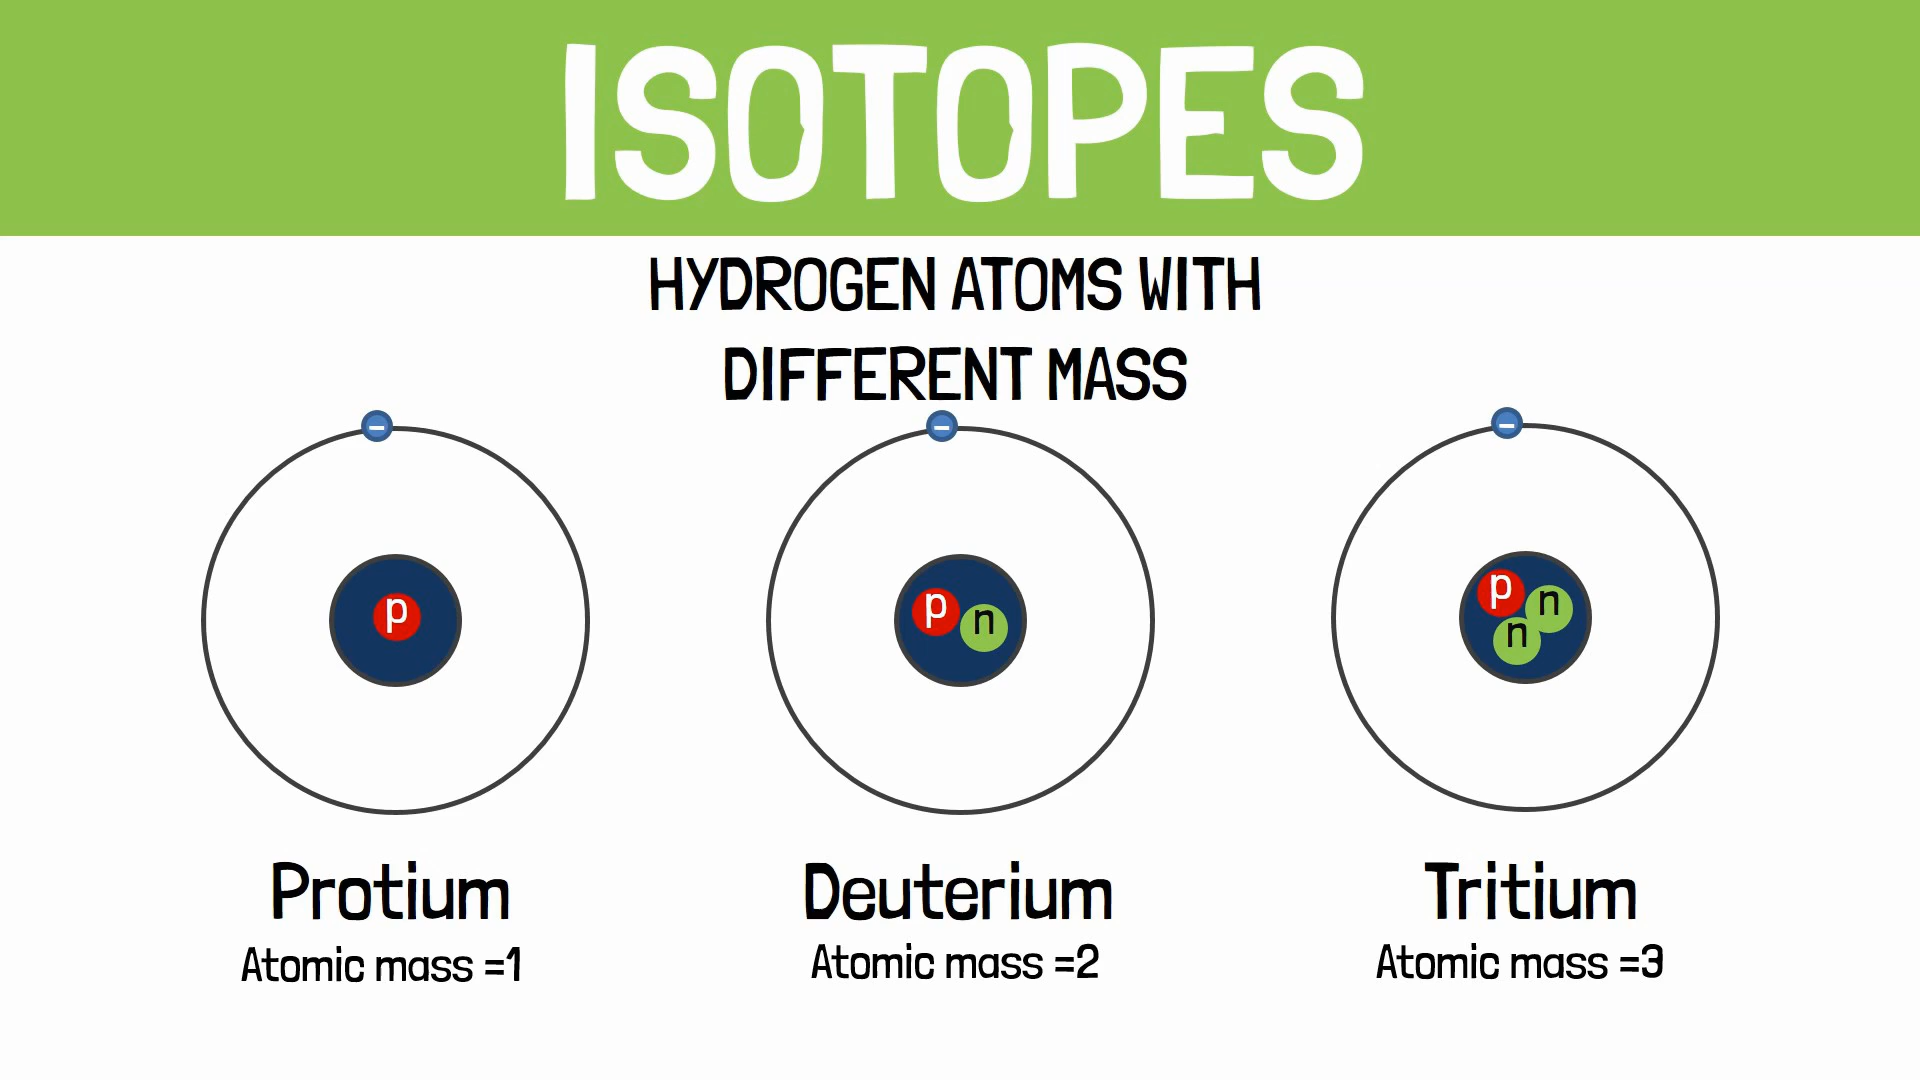 ISOTOPES
HYDROGEN ATOMS WITH
DIFFERENT MASS
−
−
−
p
p
n
p
n
n
Protium
Deuterium
Tritium
Atomic mass =1
Atomic mass =2
Atomic mass =3